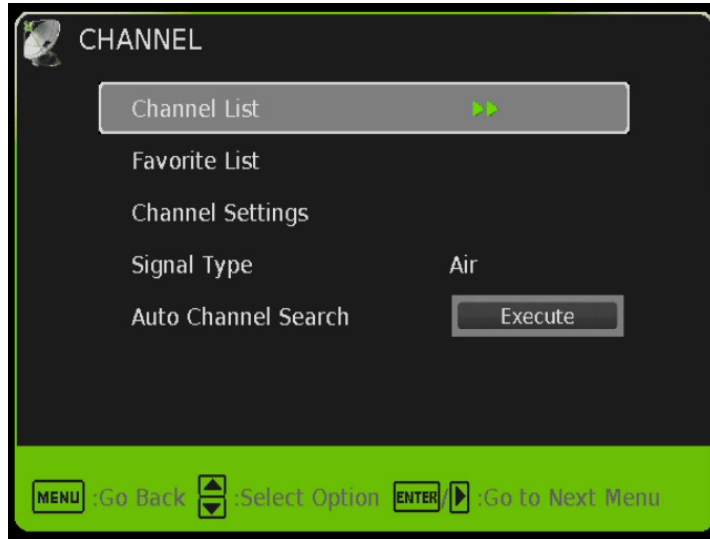 CHANNEL
Channel List
Favorite List
Channel Settings
Signal Type Air
Auto Channel Search Execute
MENU :Go Back :Select Option ENTER/ :Go to Next Menu